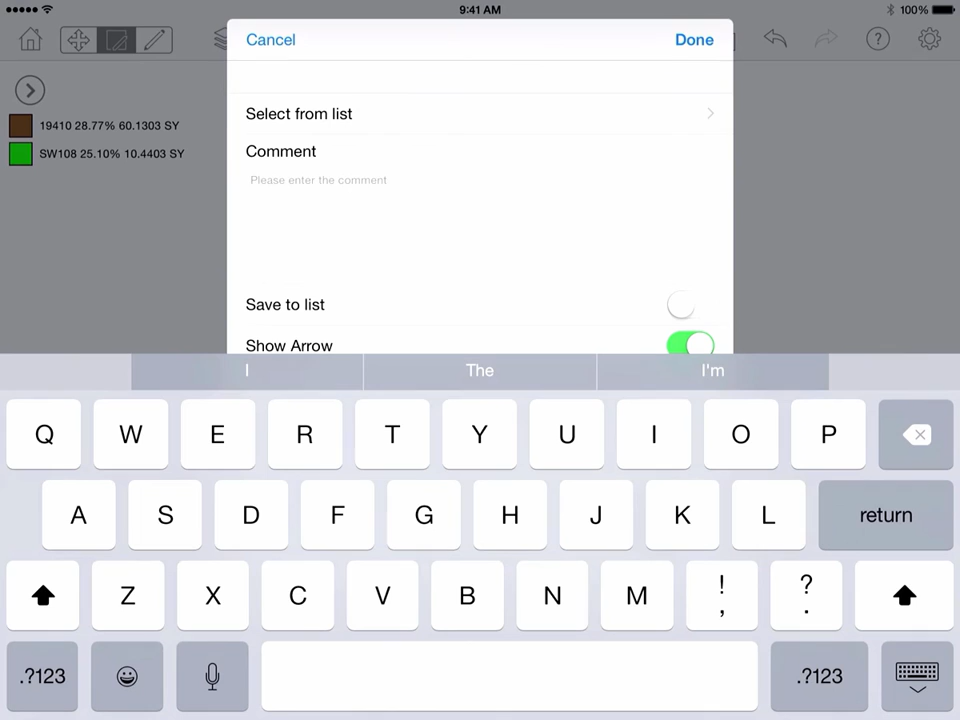 9:41 AM
100%
Cancel
Done
19410 28.77% 60.1303 SY
SW108 25.10% 10.4403 SY
Select from list
Comment
Please enter the comment
Save to list
Show Arrow
I The I'm
Q W E R T Y U I O P
A S D F G H J K L return
Z X C V B N M ! , ? .
.?123 .?123